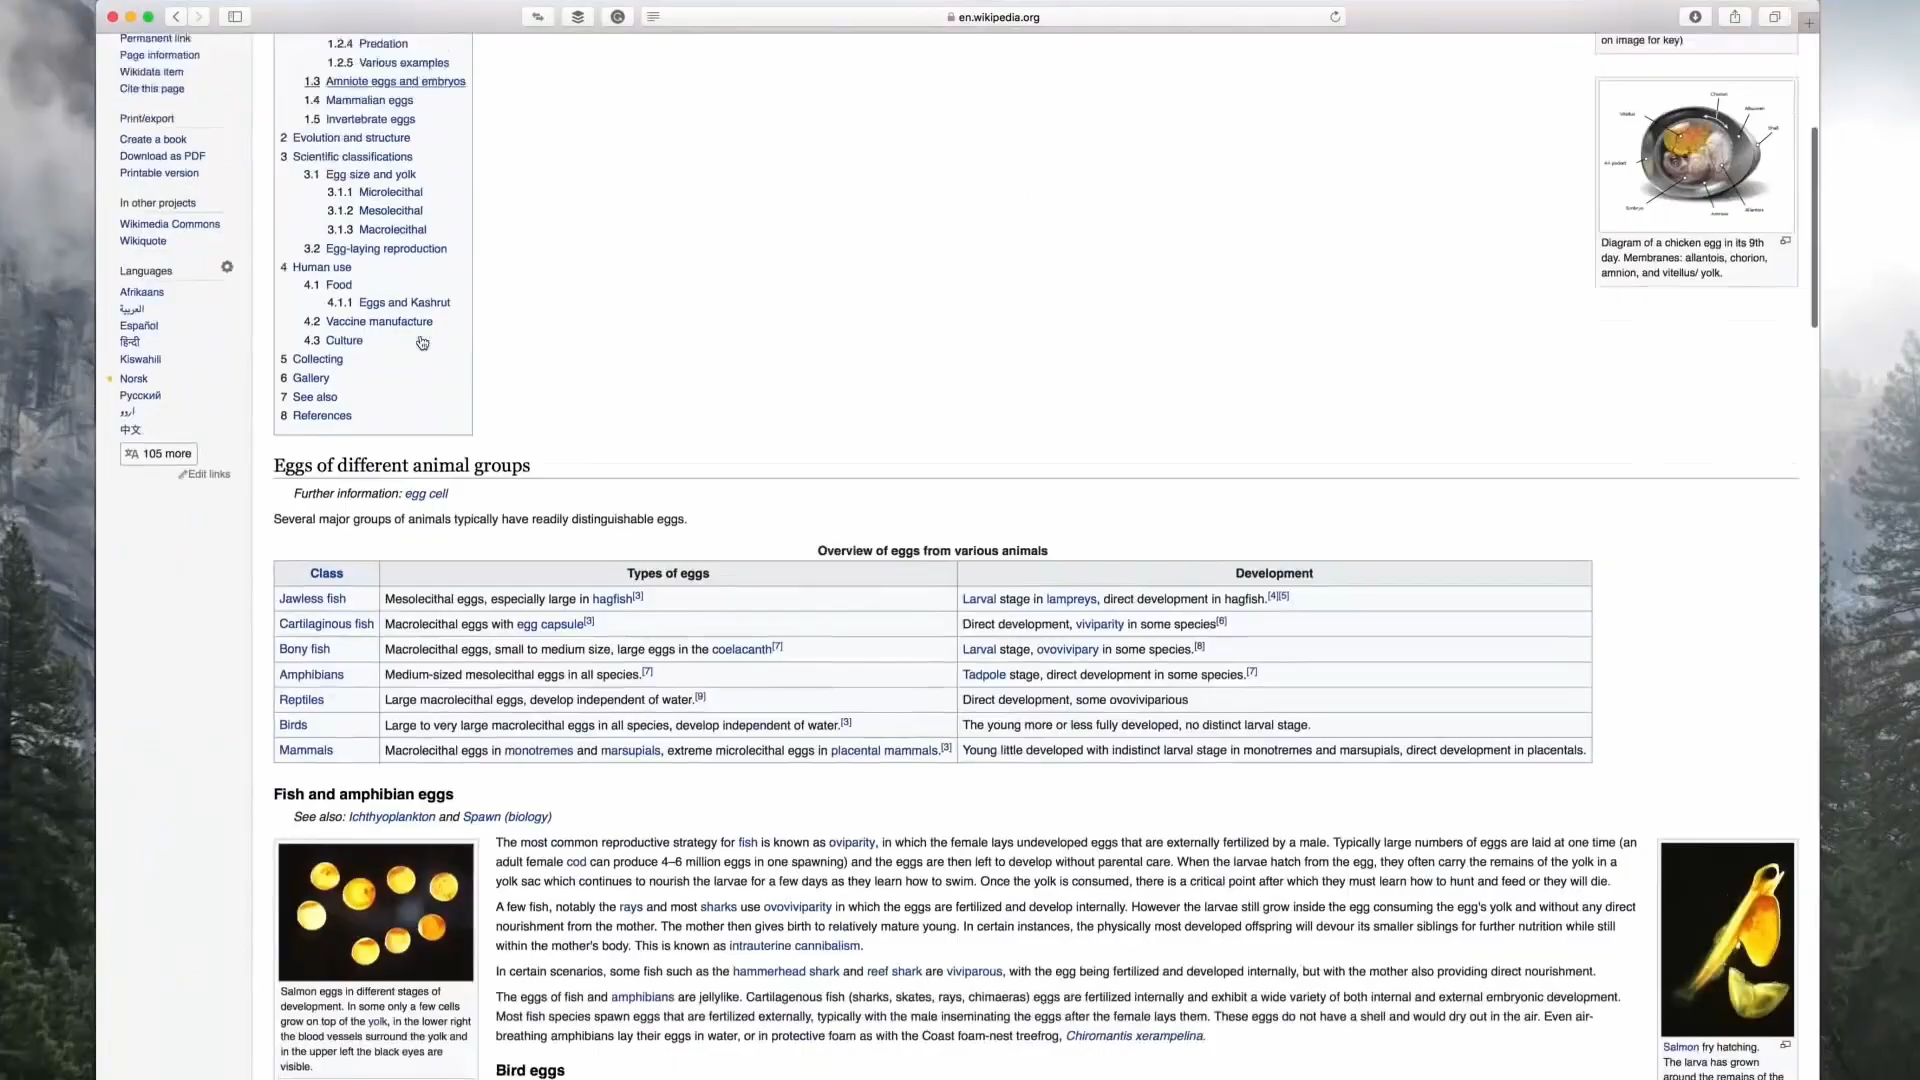 en.wikipedia.org
Permanent link
Page information
Wikidata item
Cite this page
Print/export
Create a book
Download as PDF
Printable version
In other projects
Wikimedia Commons
Wikiquote
Languages
Afrikaans
العربية
Español
हिन्दी
Kiswahili
Norsk
Русский
اردو
中文
105 more
Edit links
1.2.4 Predation
1.2.5 Various examples
1.3 Amniote eggs and embryos
1.4 Mammalian eggs
1.5 Invertebrate eggs
2 Evolution and structure
3 Scientific classifications
3.1 Egg size and yolk
3.1.1 Microlecithal
3.1.2 Mesolecithal
3.1.3 Macrolecithal
3.2 Egg-laying reproduction
4 Human use
4.1 Food
4.1.1 Eggs and Kashrut
4.2 Vaccine manufacture
4.3 Culture
5 Collecting
6 Gallery
7 See also
8 References
on image for key)
Chorion
Albumen
Vitellus
Shell
Air pocket
Embryo
Amnion
Allantois
Diagram of a chicken egg in its 9th
day. Membranes: allantois, chorion,
amnion, and vitellus/ yolk.
Eggs of different animal groups
Further information: egg cell
Several major groups of animals typically have readily distinguishable eggs.
Overview of eggs from various animals
Class Types of eggs Development
Jawless fish Mesolecithal eggs, especially large in hagfish[3] Larval stage in lampreys, direct development in hagfish.[4][5]
Cartilaginous fish Macrolecithal eggs with egg capsule[3] Direct development, viviparity in some species[6]
Bony fish Macrolecithal eggs, small to medium size, large eggs in the coelacanth[7] Larval stage, ovovivipary in some species.[8]
Amphibians Medium-sized mesolecithal eggs in all species.[7] Tadpole stage, direct development in some species.[7]
Reptiles Large macrolecithal eggs, develop independent of water.[9] Direct development, some ovoviviparious
Birds Large to very large macrolecithal eggs in all species, develop independent of water.[3] The young more or less fully developed, no distinct larval stage.
Mammals Macrolecithal eggs in monotremes and marsupials, extreme microlecithal eggs in placental mammals.[3] Young little developed with indistinct larval stage in monotremes and marsupials, direct development in placentals.
Fish and amphibian eggs
See also: Ichthyoplankton and Spawn (biology)
The most common reproductive strategy for fish is known as oviparity, in which the female lays undeveloped eggs that are externally fertilized by a male. Typically large numbers of eggs are laid at one time (an
adult female cod can produce 4–6 million eggs in one spawning) and the eggs are then left to develop without parental care. When the larvae hatch from the egg, they often carry the remains of the yolk in a
yolk sac which continues to nourish the larvae for a few days as they learn how to swim. Once the yolk is consumed, there is a critical point after which they must learn how to hunt and feed or they will die.
A few fish, notably the rays and most sharks use ovoviviparity in which the eggs are fertilized and develop internally. However the larvae still grow inside the egg consuming the egg's yolk and without any direct
nourishment from the mother. The mother then gives birth to relatively mature young. In certain instances, the physically most developed offspring will devour its smaller siblings for further nutrition while still
within the mother's body. This is known as intrauterine cannibalism.
In certain scenarios, some fish such as the hammerhead shark and reef shark are viviparous, with the egg being fertilized and developed internally, but with the mother also providing direct nourishment.
The eggs of fish and amphibians are jellylike. Cartilagenous fish (sharks, skates, rays, chimaeras) eggs are fertilized internally and exhibit a wide variety of both internal and external embryonic development.
Most fish species spawn eggs that are fertilized externally, typically with the male inseminating the eggs after the female lays them. These eggs do not have a shell and would dry out in the air. Even air-
breathing amphibians lay their eggs in water, or in protective foam as with the Coast foam-nest treefrog, Chiromantis xerampelina.
Salmon eggs in different stages of
development. In some only a few cells
grow on top of the yolk, in the lower right
the blood vessels surround the yolk and
in the upper left the black eyes are
visible.
Salmon fry hatching.
The larva has grown
around the remains of the
Bird eggs